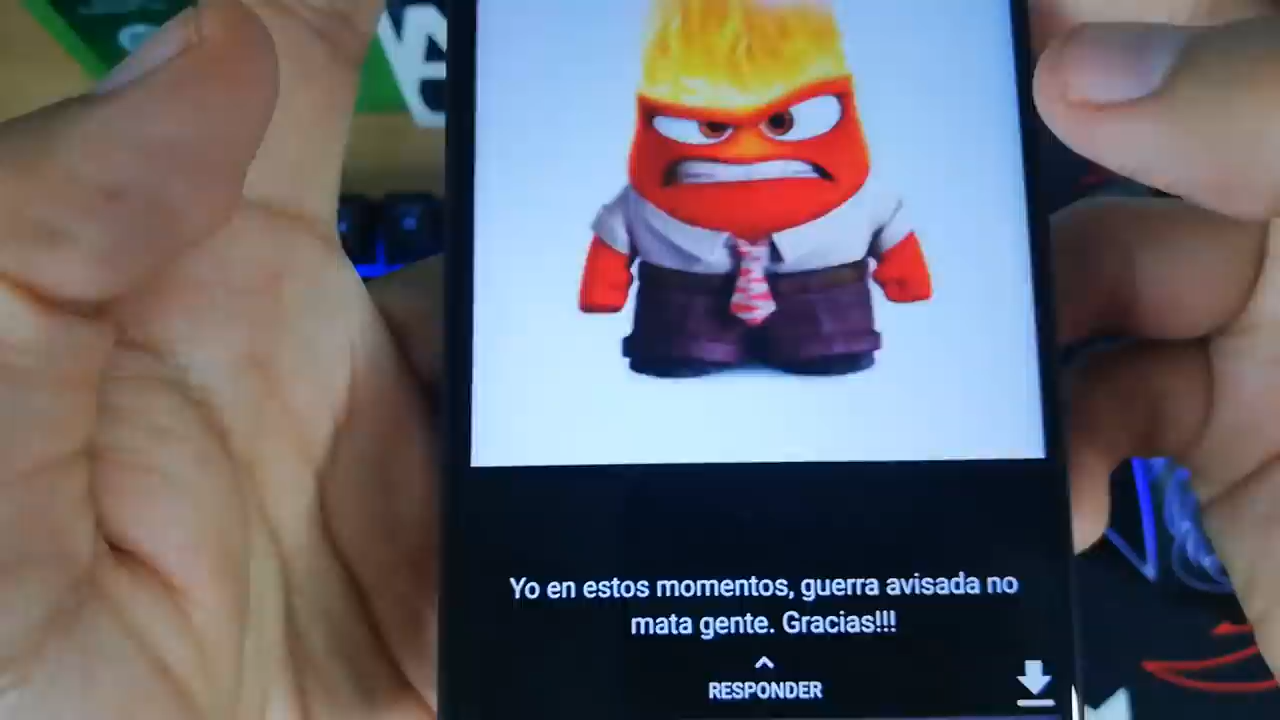 Yo en estos momentos, guerra avisada no
mata gente. Gracias!!!
RESPONDER